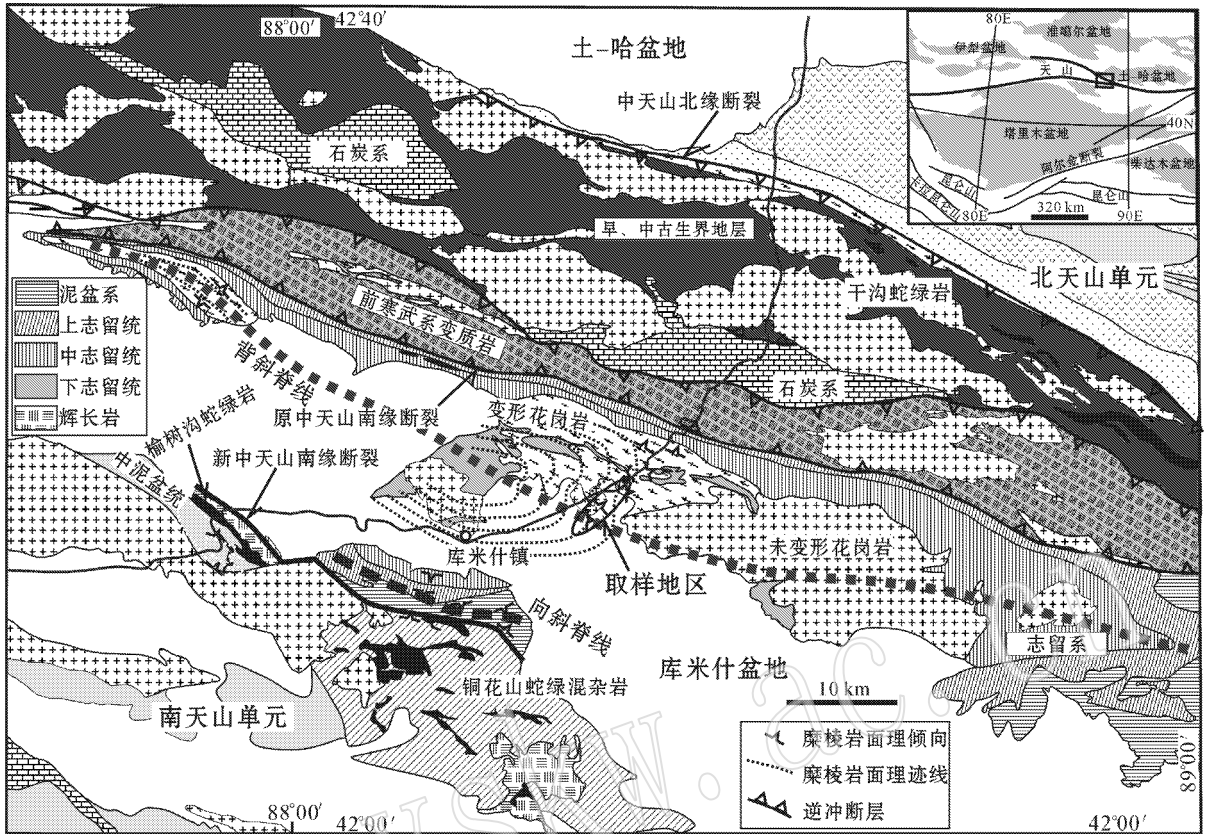 88°00′
42°40′
土-哈盆地
中天山北缘断裂
石炭系
早、中古生界地层
80E
准噶尔盆地
伊犁盆地
天山
土-哈盆地
40N
塔里木盆地
阿尔金断裂
柴达木盆地
昆仑山
昆仑山
80E
320 km
90E
北天山单元
干沟蛇绿岩
泥盆系
上志留统
中志留统
下志留统
辉长岩
前寒武系变质岩
背斜脊线
石炭系
原中天山南缘断裂
变形花岗岩
榆树沟蛇绿岩
新中天山南缘断裂
中泥盆统
库米什镇
未变形花岗岩
取样地区
向斜脊线
志留系
库米什盆地
铜花山蛇绿混杂岩
10 km
南天山单元
糜棱岩面理倾向
糜棱岩面理迹线
逆冲断层
88°00′
42°00′
42°00′
89°00′